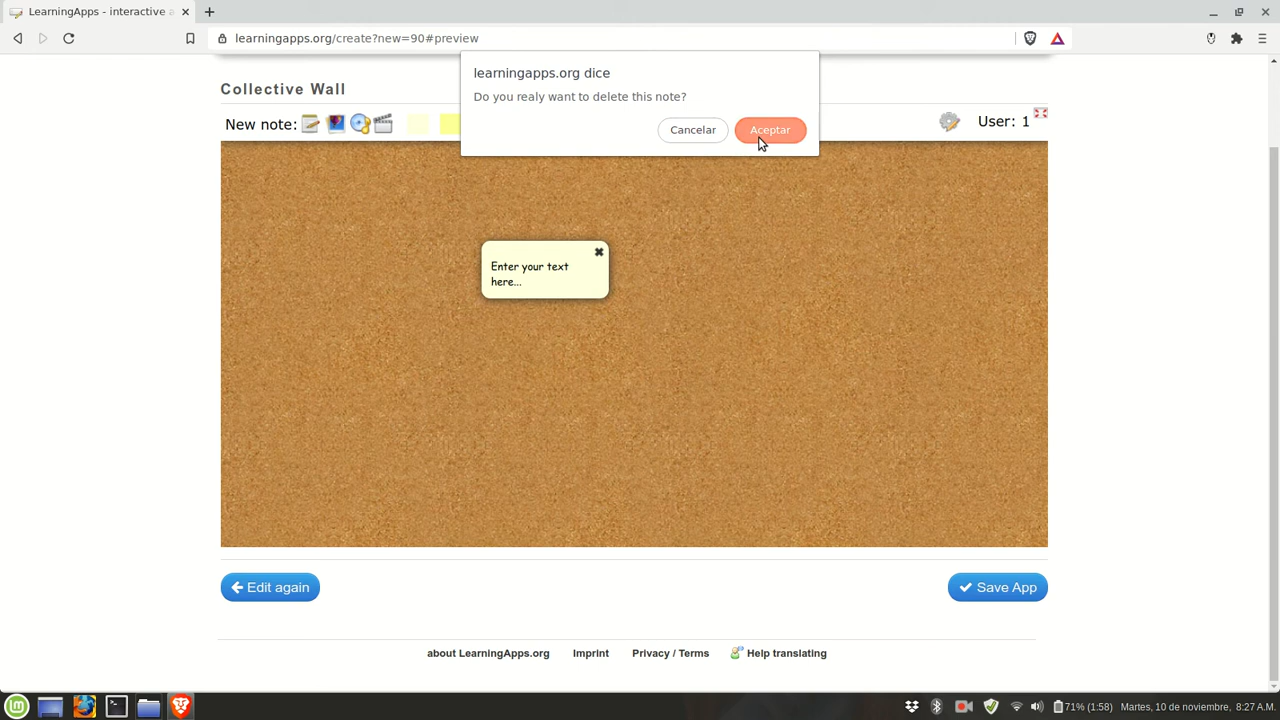 LearningApps - interactive a
learningapps.org/create?new=90#preview
learningapps.org dice
Do you realy want to delete this note?
Cancelar
Aceptar
Collective Wall
New note:
User: 1
Enter your text
here...
Edit again
Save App
about LearningApps.org
Imprint
Privacy / Terms
Help translating
71% (1:58)
Martes, 10 de noviembre, 8:27 A.M.